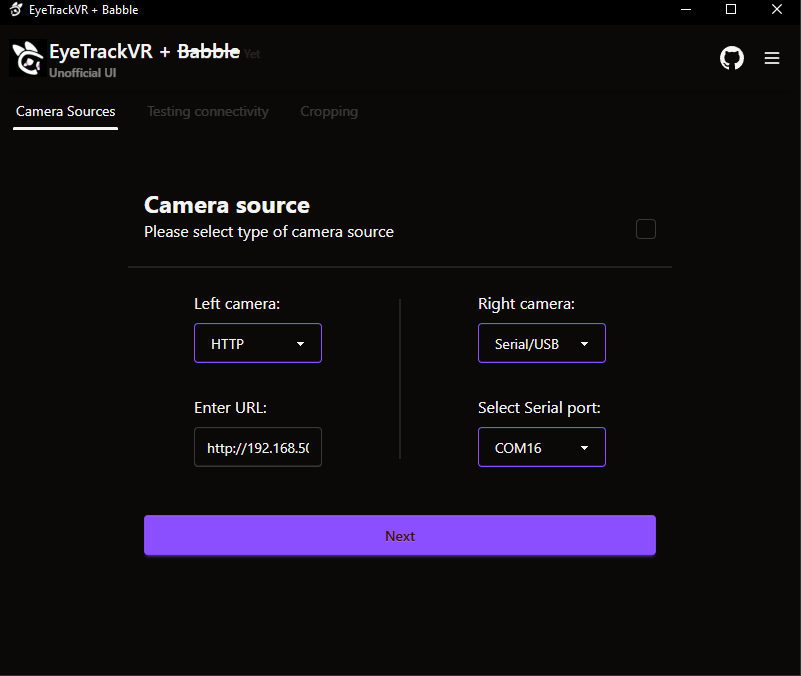 EyeTrackVR + Babble
EyeTrackVR + Babble Yet
Unofficial UI
Camera Sources Testing connectivity Cropping
Camera source
Please select type of camera source
Left camera: Right camera:
HTTP Serial/USB
Enter URL: Select Serial port:
http://192.168.50 COM16
Next